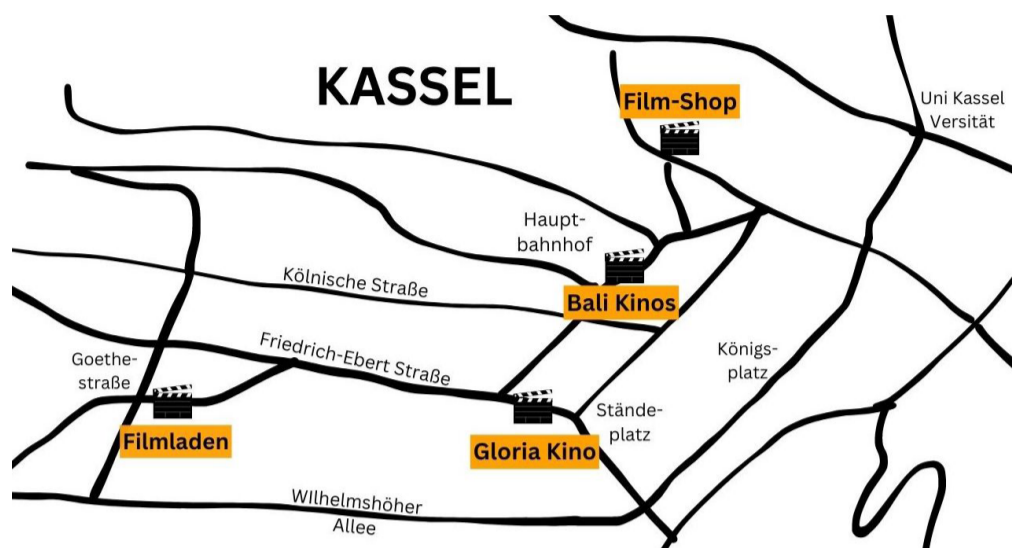 KASSEL
Film-Shop
Uni Kassel
Versität
Haupt-
bahnhof
Kölnische Straße
Bali Kinos
Friedrich-Ebert Straße
Königs-
platz
Goethe-
straße
Stände-
platz
Filmladen
Gloria Kino
WIlhelmshöher
Allee